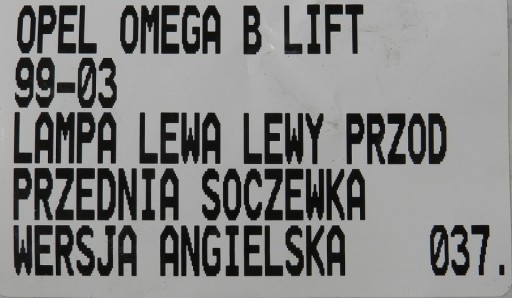 OPEL OMEGA B LIFT
99-03
LAMPA LEWA LEWY PRZOD
PRZEDNIA SOCZEWKA
WERSJA ANGIELSKA 037.